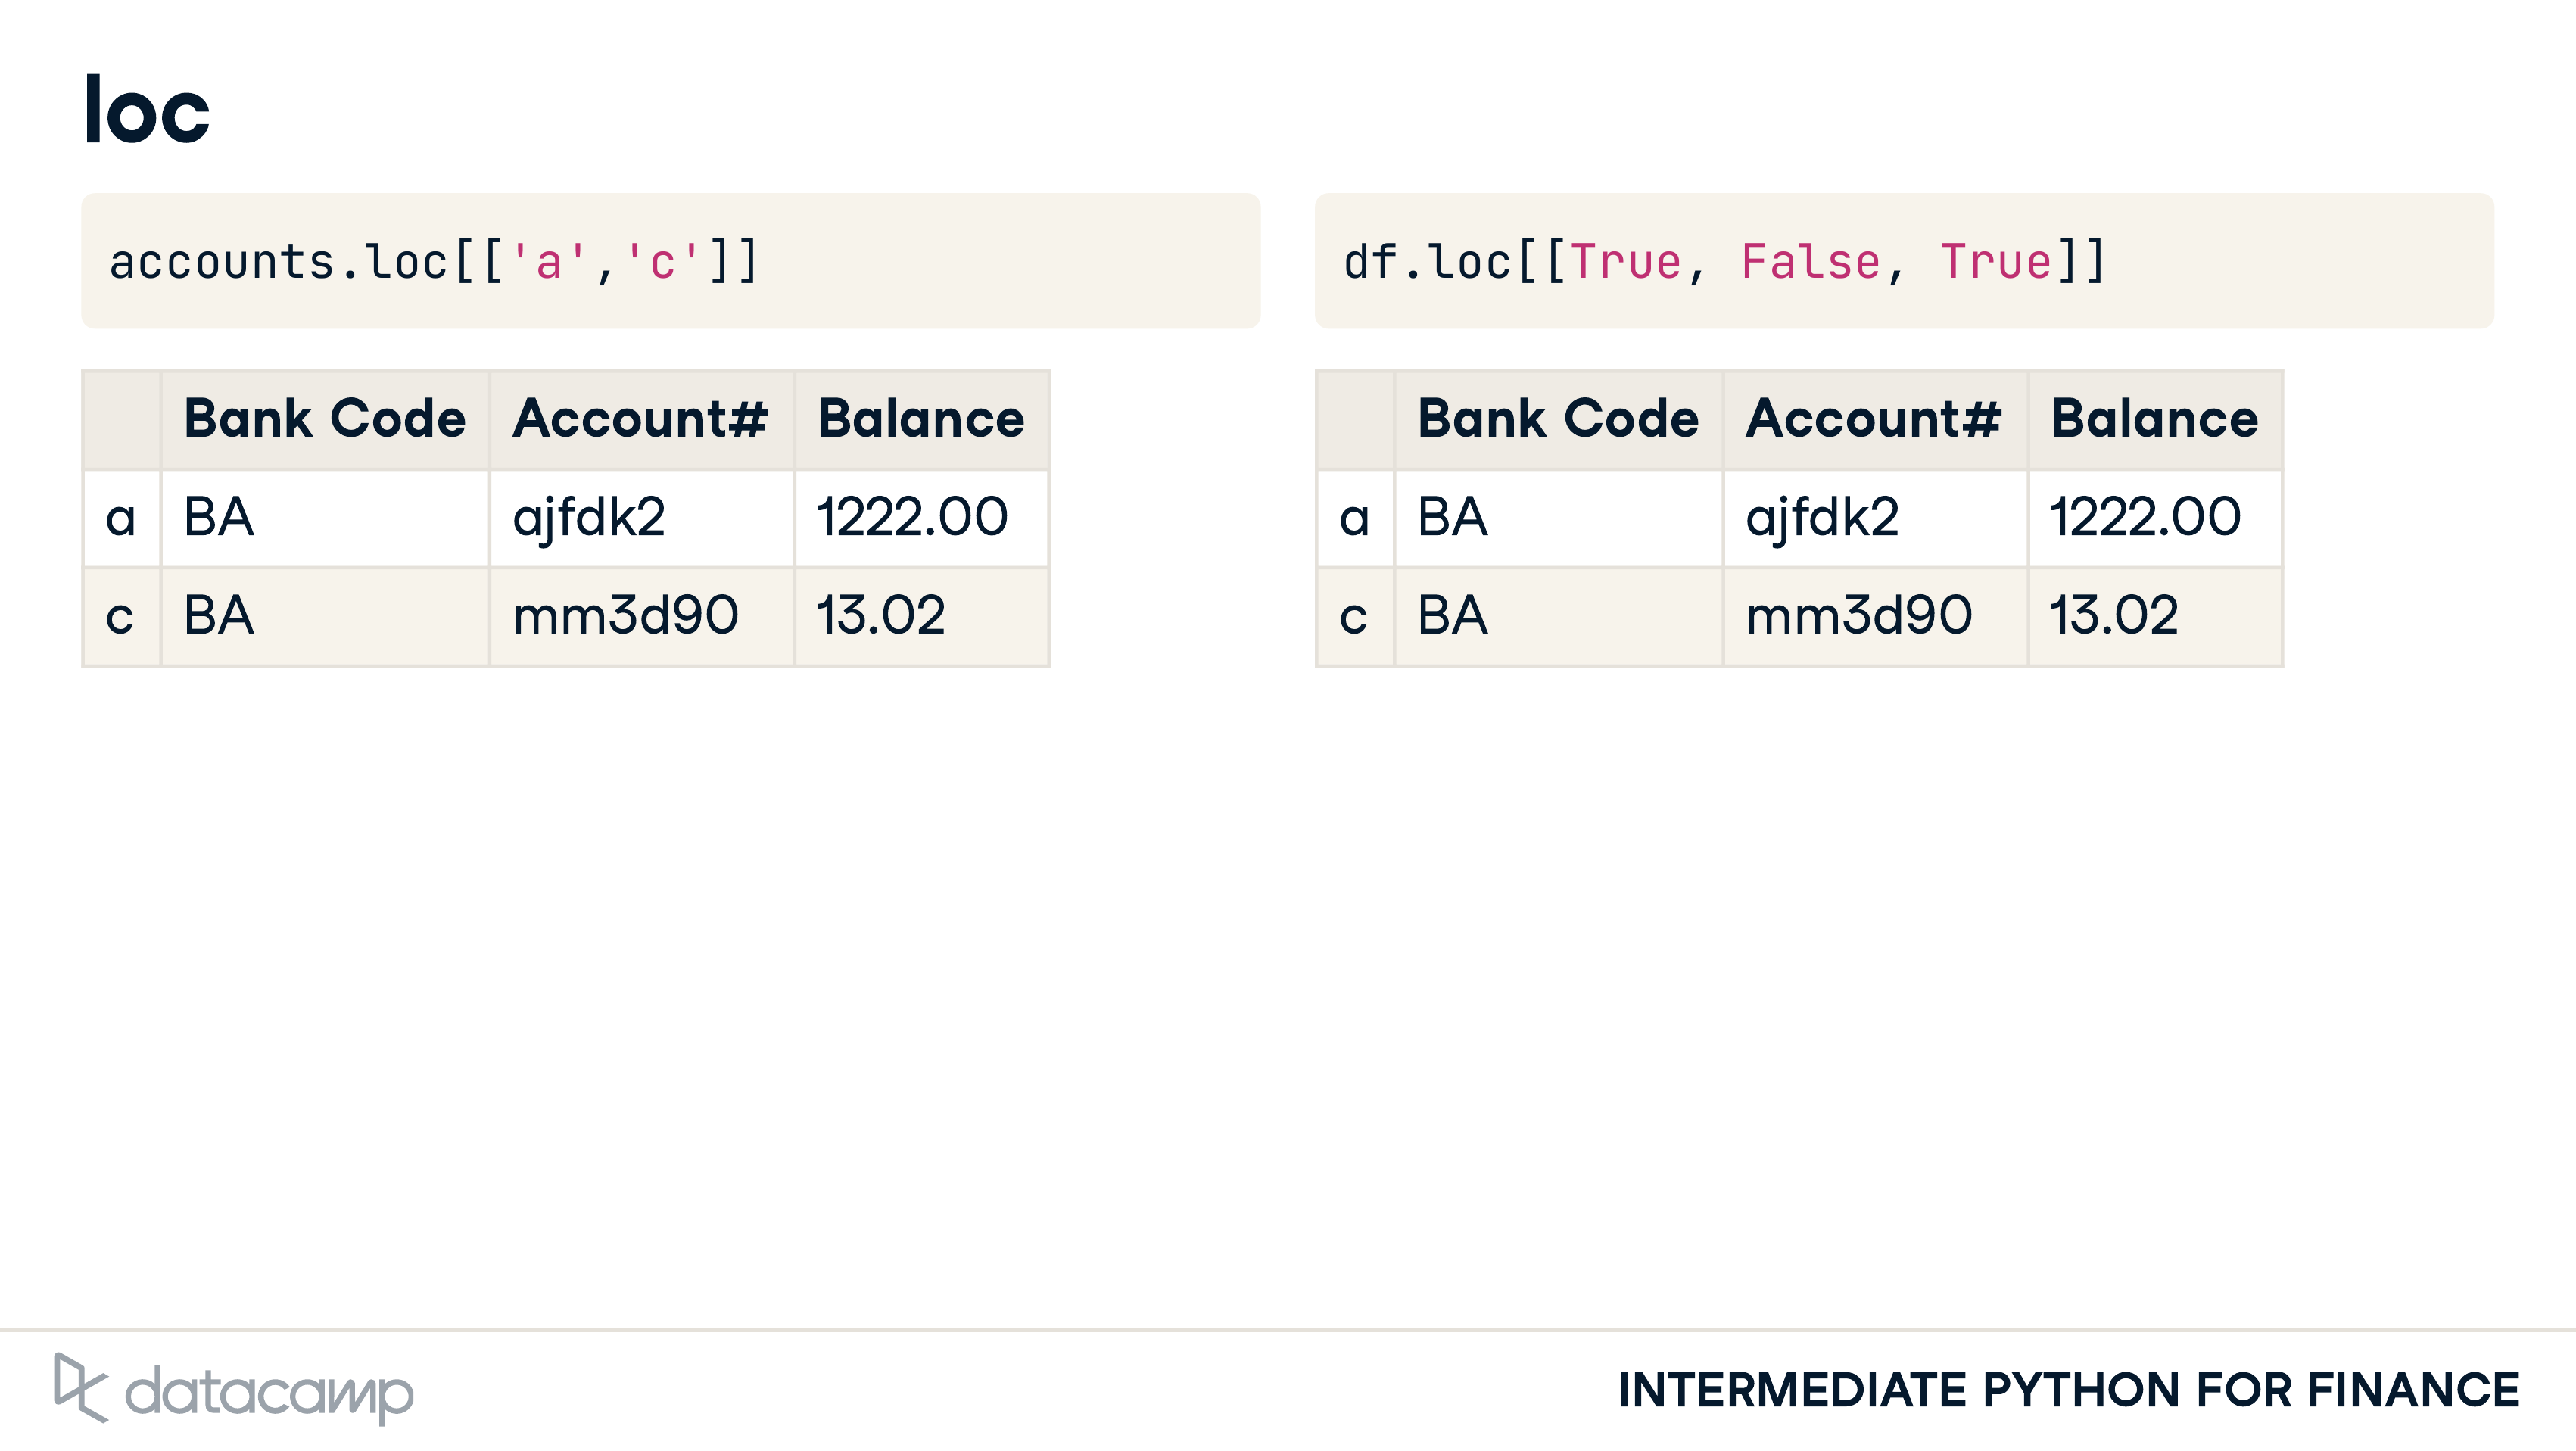 loc
accounts.loc[['a','c']]
Bank Code Account# Balance
a BA ajfdk2 1222.00
c BA mm3d90 13.02
df.loc[[True, False, True]]
Bank Code Account# Balance
a BA ajfdk2 1222.00
c BA mm3d90 13.02
datacamp
INTERMEDIATE PYTHON FOR FINANCE